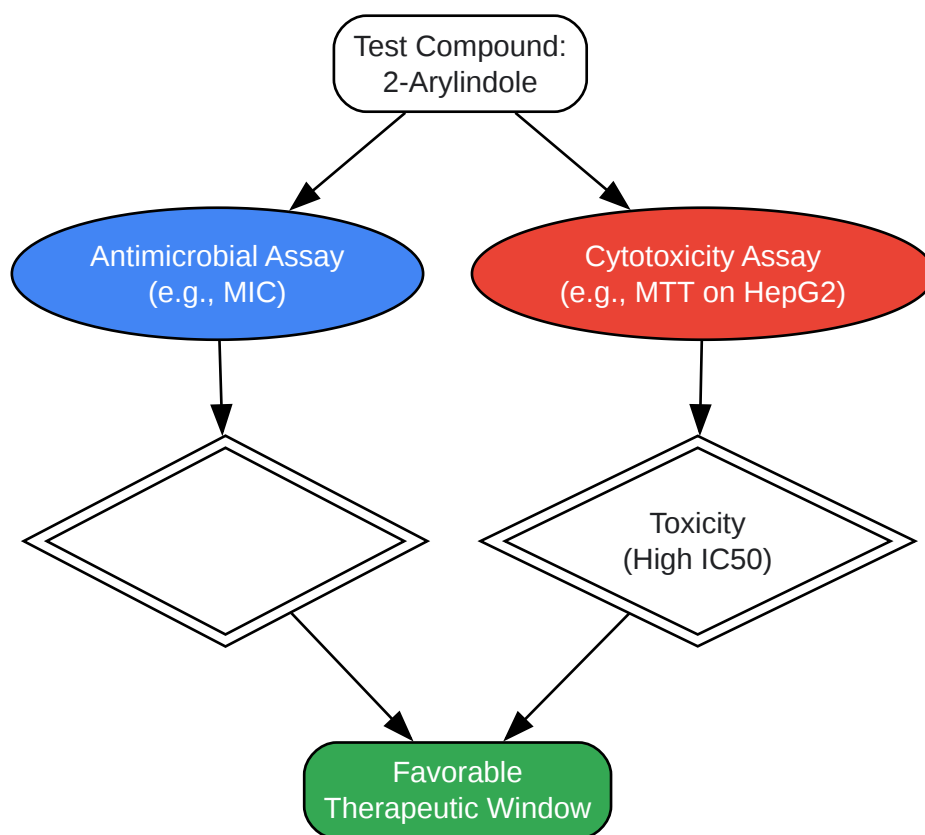 Test Compound:
2-Arylindole
Antimicrobial Assay
(e.g., MIC)
Cytotoxicity Assay
(e.g., MTT on HepG2)
Toxicity
(High IC50)
Favorable
Therapeutic Window